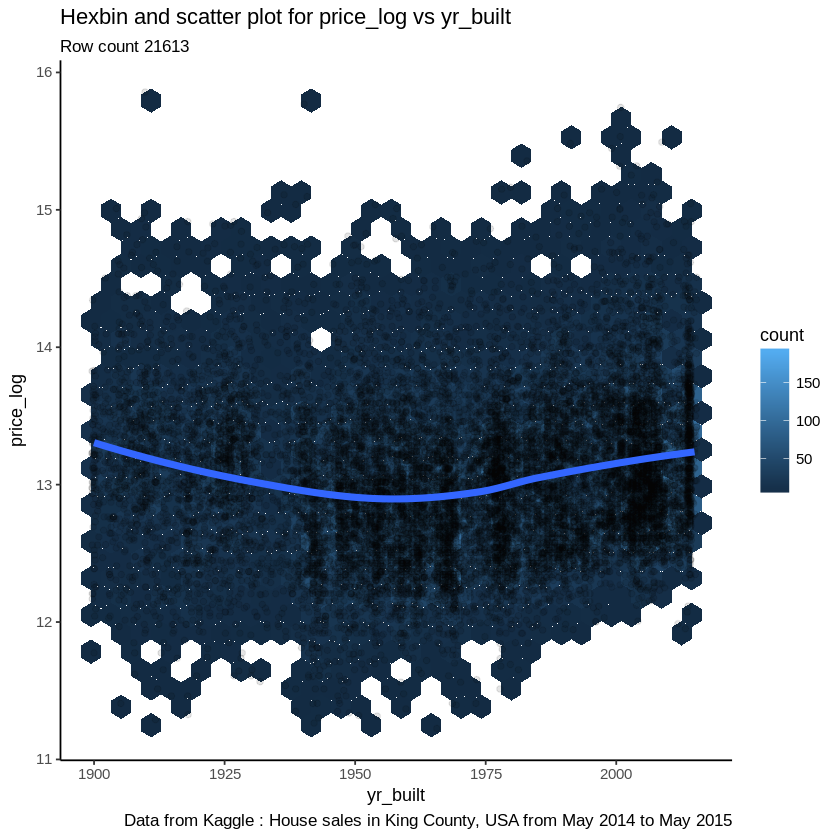 Hexbin and scatter plot for price_log vs yr_built
Row count 21613
16
15
14
13
12
11
price_log
1900 1925 1950 1975 2000
yr_built
count
150
100
50
Data from Kaggle : House sales in King County, USA from May 2014 to May 2015